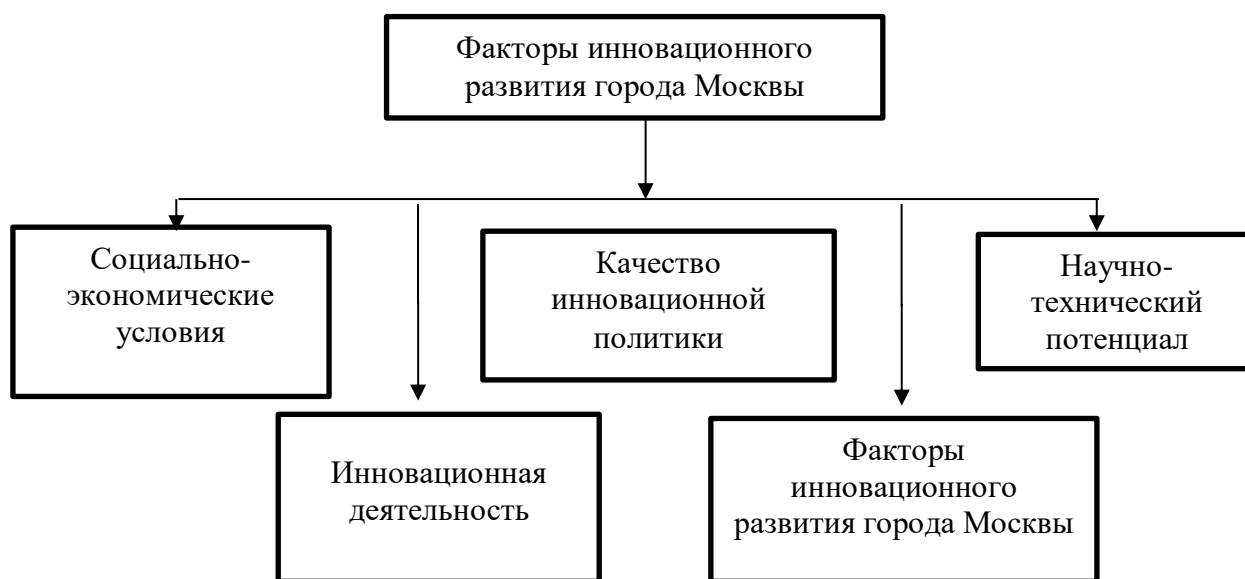 Факторы инновационного
развития города Москвы
Социально-
экономические
условия
Качество
инновационной
политики
Научно-
технический
потенциал
Инновационная
деятельность
Факторы
инновационного
развития города Москвы